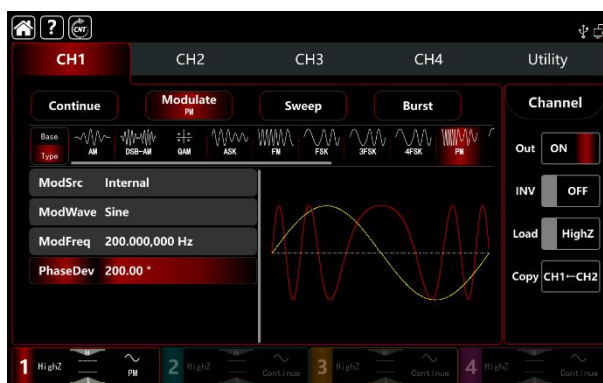 ? CNT
CH1 CH2 CH3 CH4 Utility
Continue Modulate Sweep Burst Channel
PM
Base
Type AM DSB-AM QAM ASK FM FSK 3FSK 4FSK PM
Out ON
ModSrc Internal
INV OFF
ModWave Sine
ModFreq 200.000,000 Hz
Load HighZ
PhaseDev 200.00 °
Copy CH1←CH2
1 HighZ PM 2 HighZ Continue 3 HighZ Continue 4 HighZ Continue